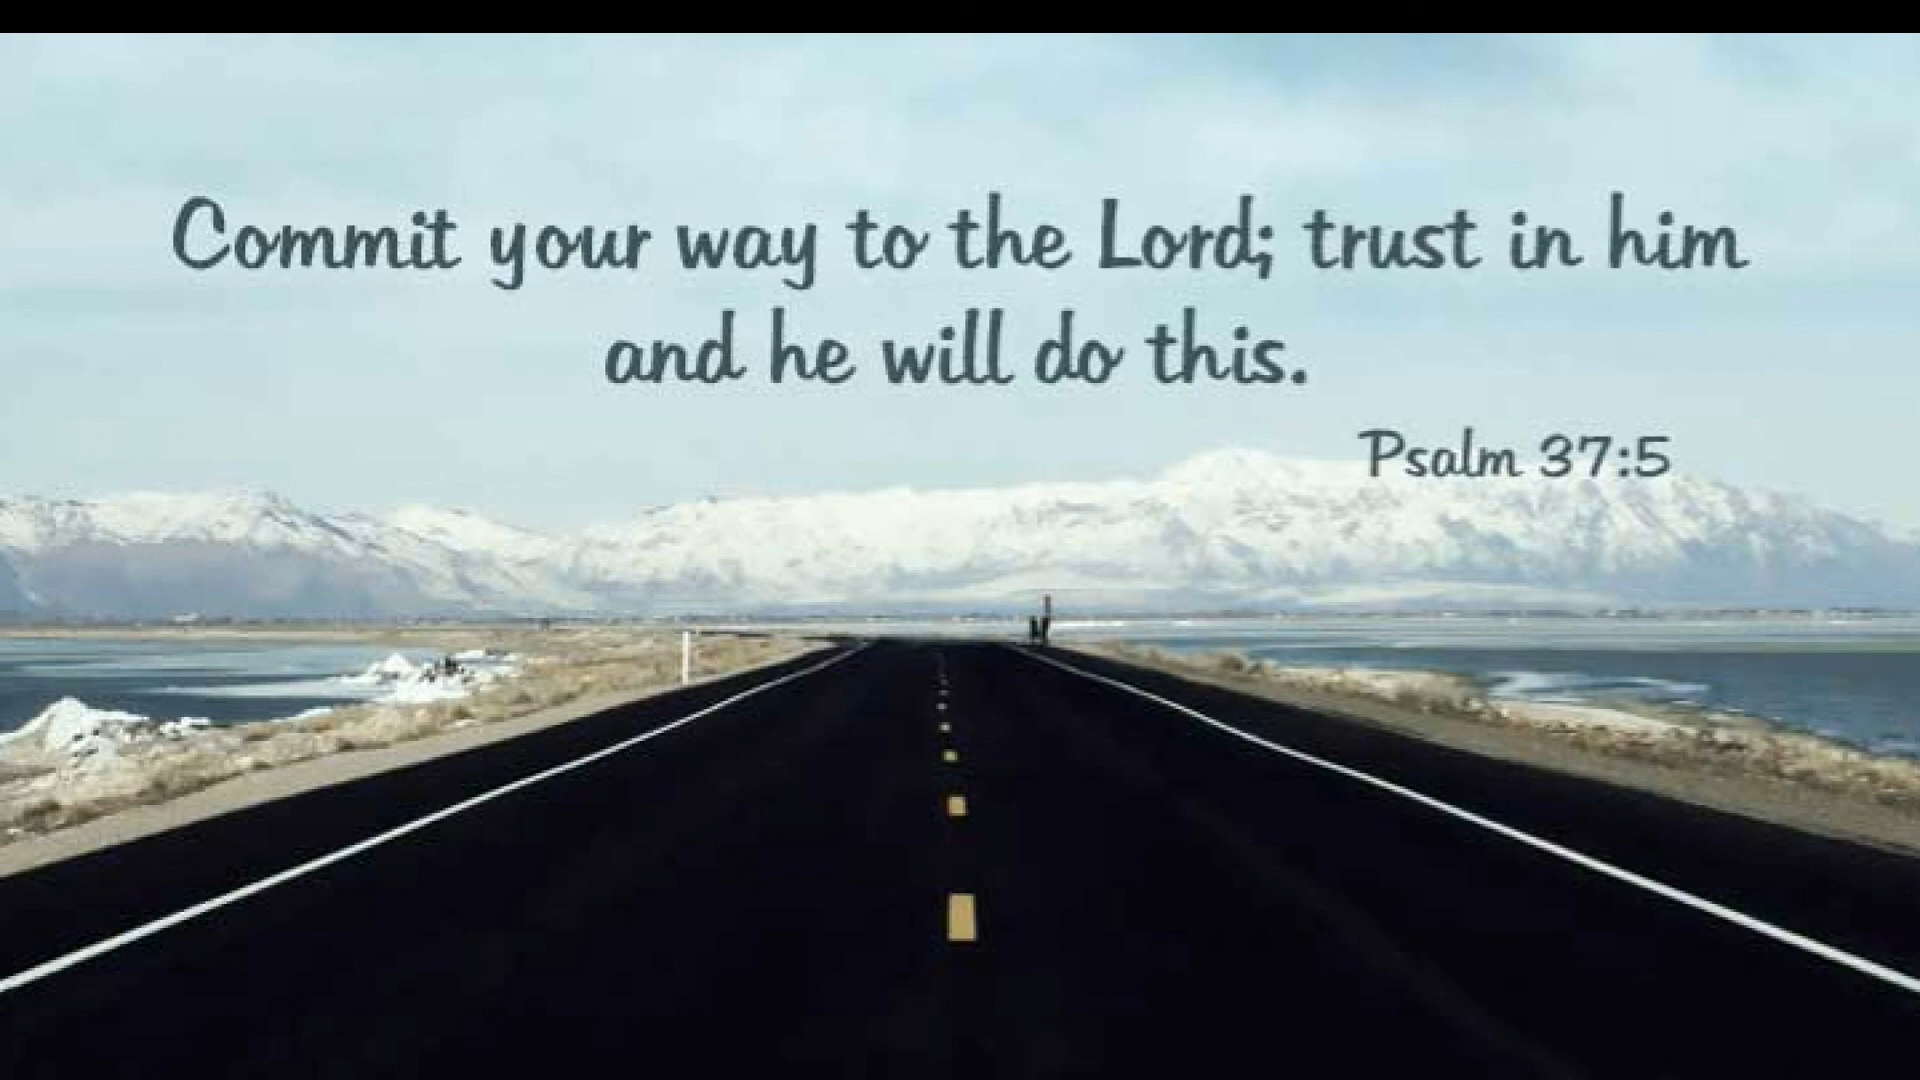 Commit your way to the Lord; trust in him
and he will do this.
Psalm 37:5